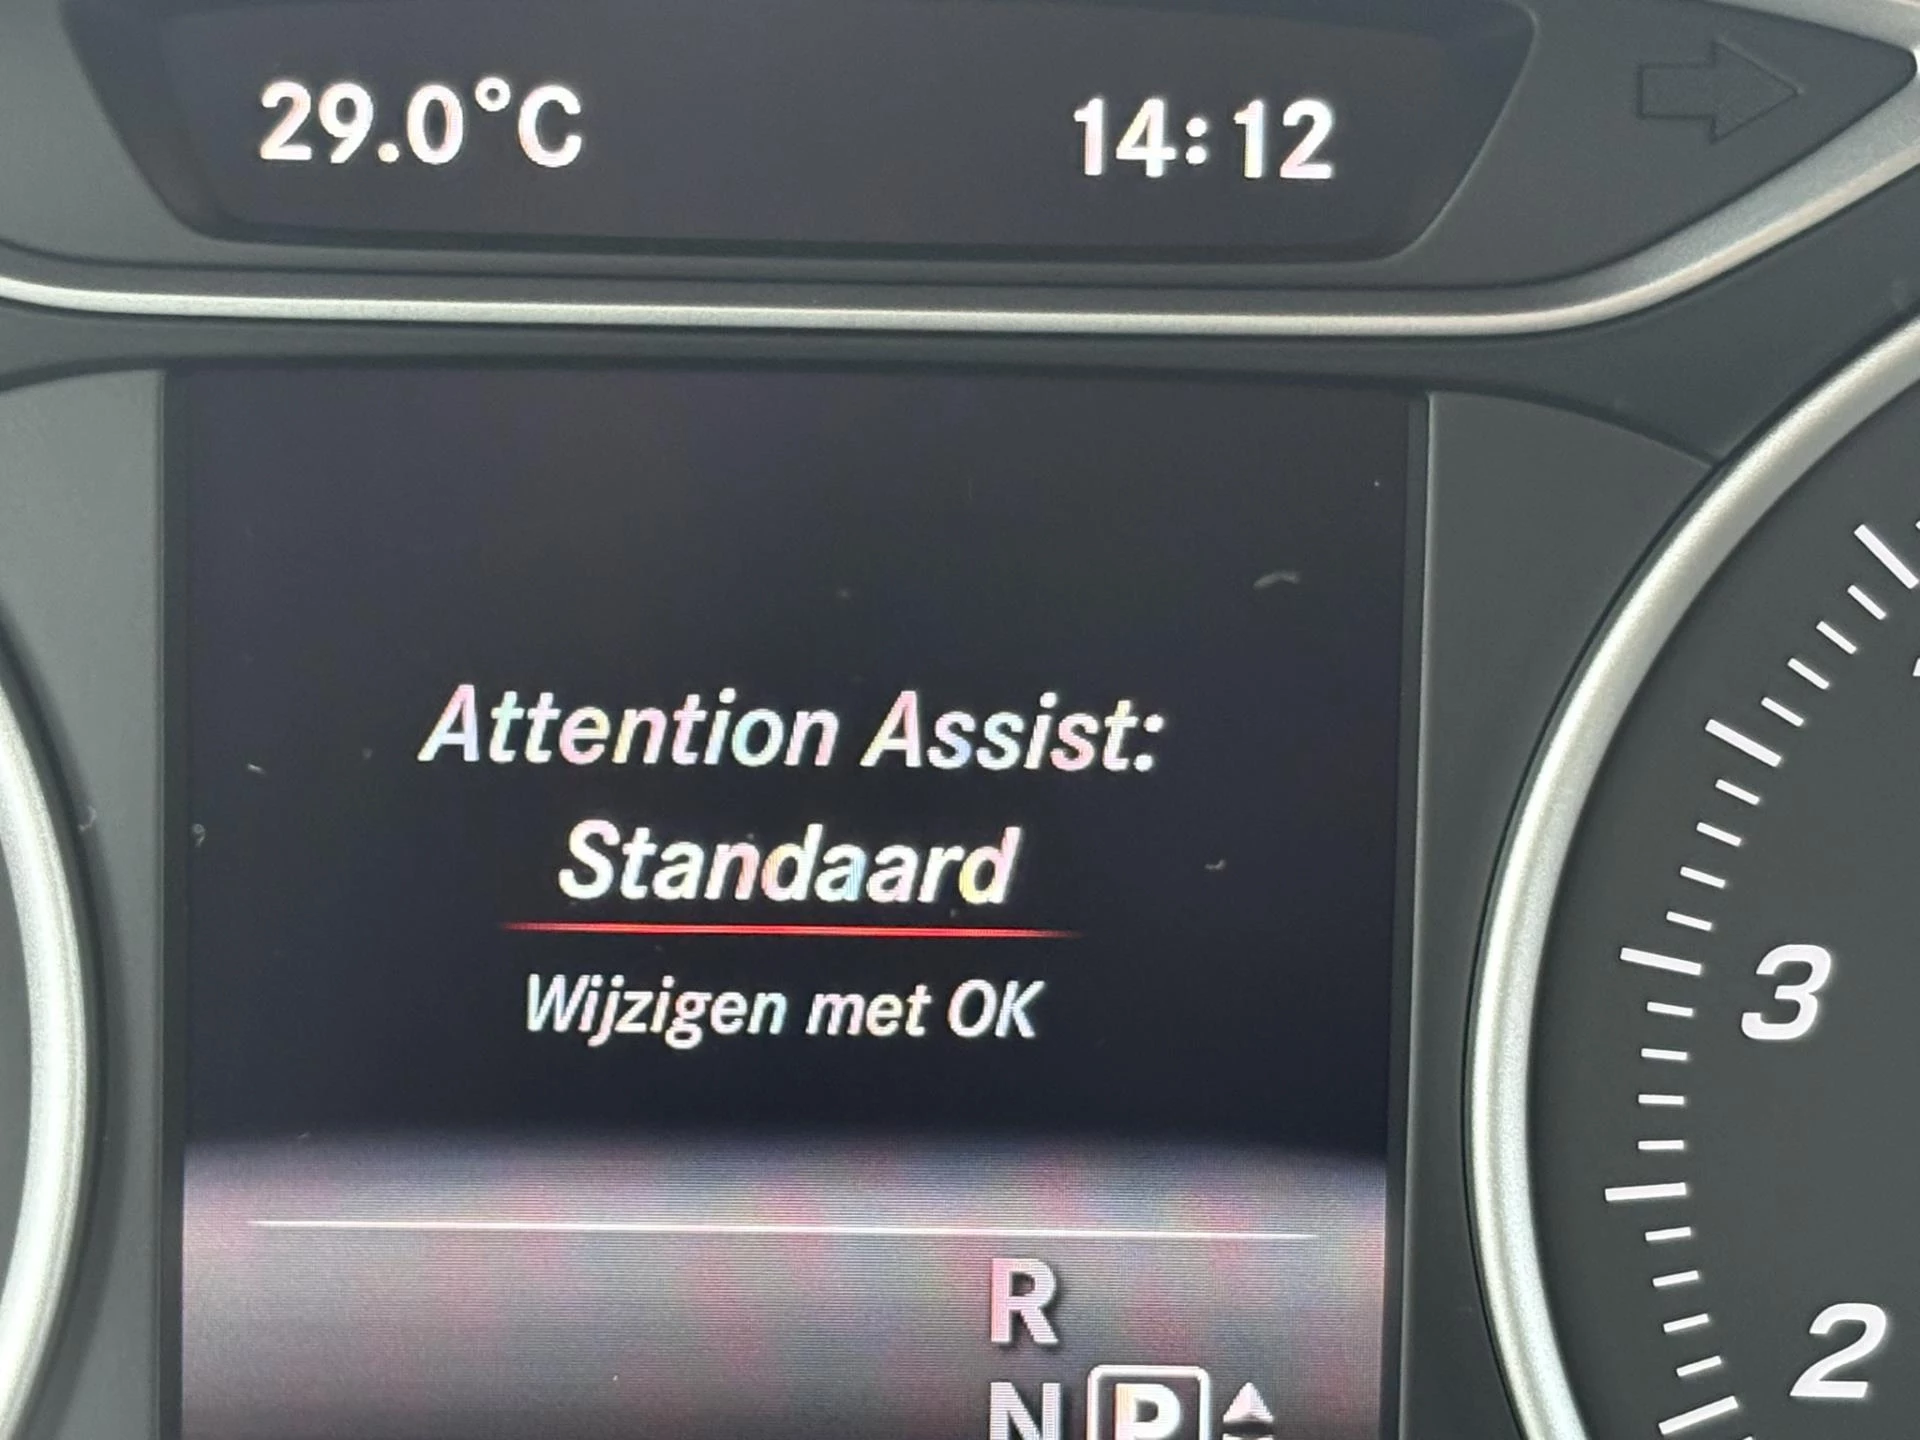 29.0°C 14:12
Attention Assist:
Standaard
Wijzigen met OK
3
R
2
N P